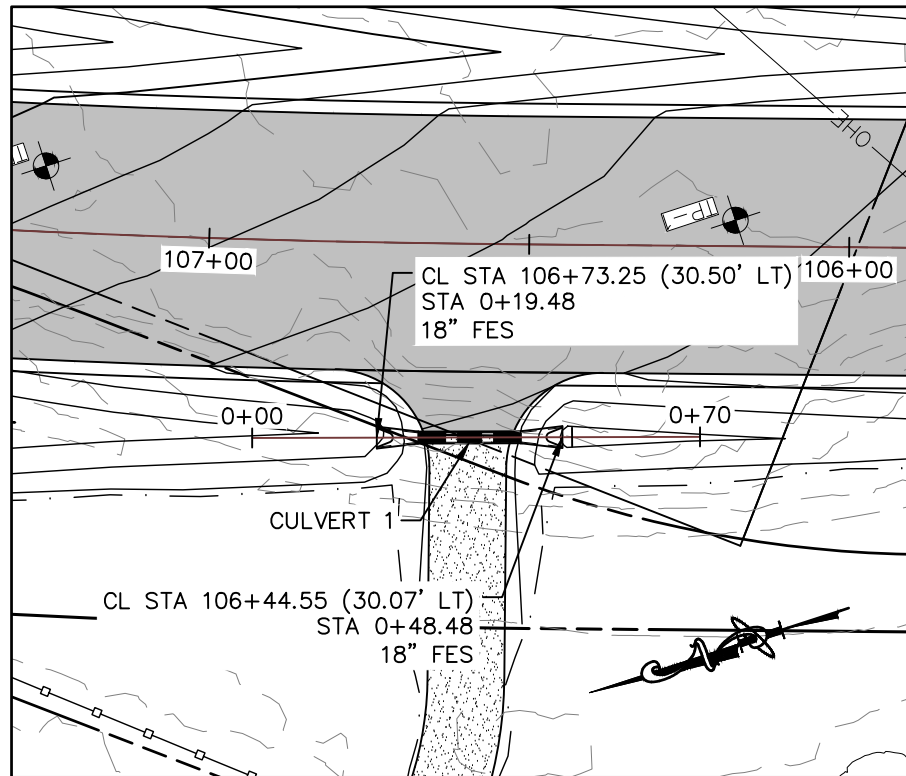 OHE
107+00
106+00
CL STA 106+73.25 (30.50' LT)
STA 0+19.48
18" FES
0+00
0+70
CULVERT 1
CL STA 106+44.55 (30.07' LT)
STA 0+48.48
18" FES